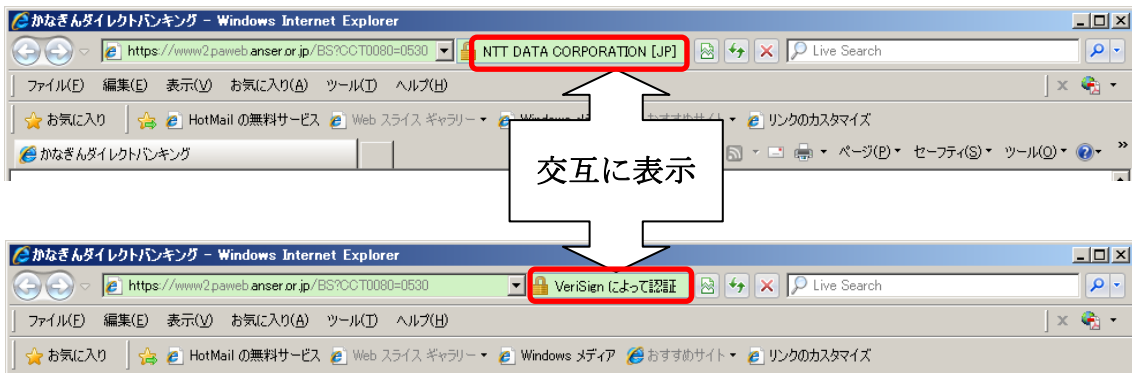 かなぎんダイレクトバンキング - Windows Internet Explorer
https://www2.paweb.anser.or.jp/BS?CCT0080=0530 NTT DATA CORPORATION [JP] Live Search
ファイル(F) 編集(E) 表示(V) お気に入り(A) ツール(T) ヘルプ(H)
お気に入り HotMail の無料サービス Web スライス ギャラリー リンクのカスタマイズ
かなぎんダイレクトバンキング ページ(P) セーフティ(S) ツール(O)
交互に表示
かなぎんダイレクトバンキング - Windows Internet Explorer
https://www2.paweb.anser.or.jp/BS?CCT0080=0530 VeriSign によって認証 Live Search
ファイル(F) 編集(E) 表示(V) お気に入り(A) ツール(T) ヘルプ(H)
お気に入り HotMail の無料サービス Web スライス ギャラリー Windows メディア おすすめサイト リンクのカスタマイズ